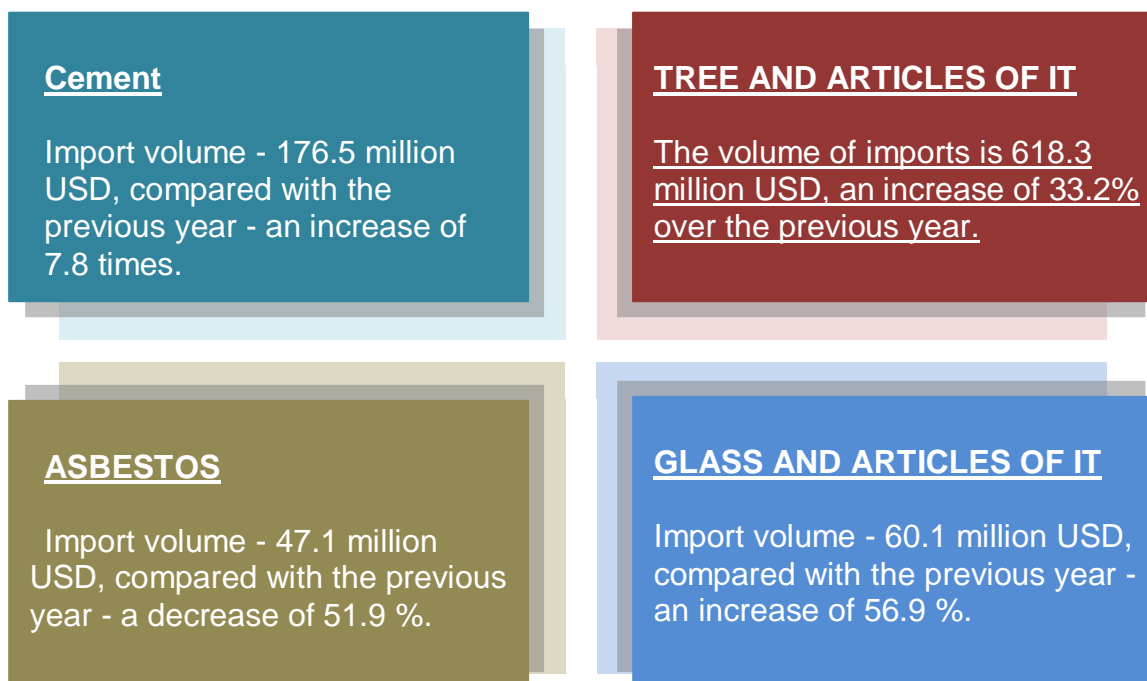 Cement
Import volume - 176.5 million
USD, compared with the
previous year - an increase of
7.8 times.
TREE AND ARTICLES OF IT
The volume of imports is 618.3
million USD, an increase of 33.2%
over the previous year.
ASBESTOS
Import volume - 47.1 million
USD, compared with the previous
year - a decrease of 51.9 %.
GLASS AND ARTICLES OF IT
Import volume - 60.1 million USD,
compared with the previous year -
an increase of 56.9 %.